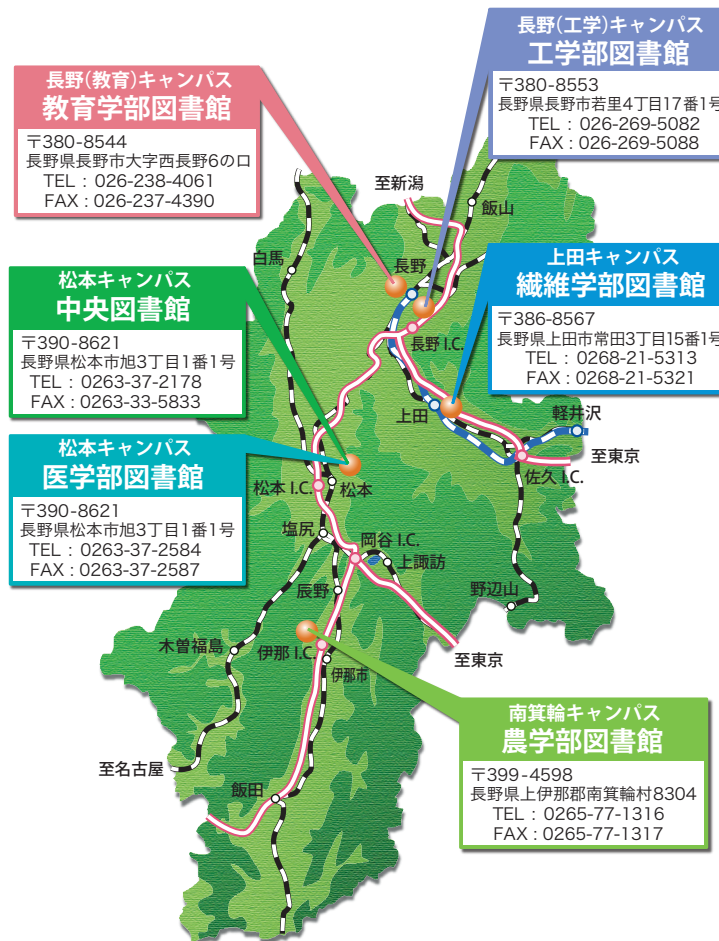 長野(工学)キャンパス
工学部図書館
〒380-8553
長野県長野市若里4丁目17番1号
TEL : 026-269-5082
FAX : 026-269-5088
長野(教育)キャンパス
教育学部図書館
〒380-8544
長野県長野市大字西長野6の口
TEL : 026-238-4061
FAX : 026-237-4390
至新潟
飯山
白馬
長野
上田キャンパス
繊維学部図書館
〒386-8567
長野県上田市常田3丁目15番1号
TEL : 0268-21-5313
FAX : 0268-21-5321
松本キャンパス
中央図書館
〒390-8621
長野県松本市旭3丁目1番1号
TEL : 0263-37-2178
FAX : 0263-33-5833
長野 I.C.
上田
軽井沢
至東京
佐久 I.C.
松本キャンパス
医学部図書館
〒390-8621
長野県松本市旭3丁目1番1号
TEL : 0263-37-2584
FAX : 0263-37-2587
松本 I.C.
松本
塩尻
岡谷 I.C.
上諏訪
辰野
野辺山
木曽福島
伊那 I.C.
伊那市
至東京
南箕輪キャンパス
農学部図書館
〒399-4598
長野県上伊那郡南箕輪村8304
TEL : 0265-77-1316
FAX : 0265-77-1317
至名古屋
飯田